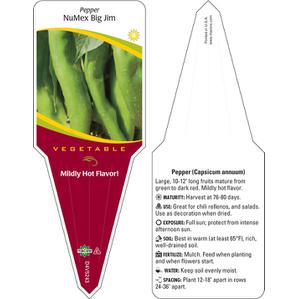 Pepper
NuMex Big Jim
VEGETABLE
Mildly Hot Flavor!
D4V5243
Printed in U.S.A.
Pepper (Capsicum annuum)
Large, 10-12' long fruits mature from
green to dark red. Mildly hot flavor.
MATURITY: Harvest at 76-80 days.
USE: Great for chili rellenos, and salads.
Use as decoration when dried.
EXPOSURE: Full sun; protect from intense
afternoon sun.
SOIL: Best in warm (at least 65°F), rich,
well-drained soil.
FERTILIZE: Mulch. Feed when planting
and when flowers start.
WATER: Keep soil evenly moist.
SPACING: Plant 12-18" apart in rows
24-36" apart.